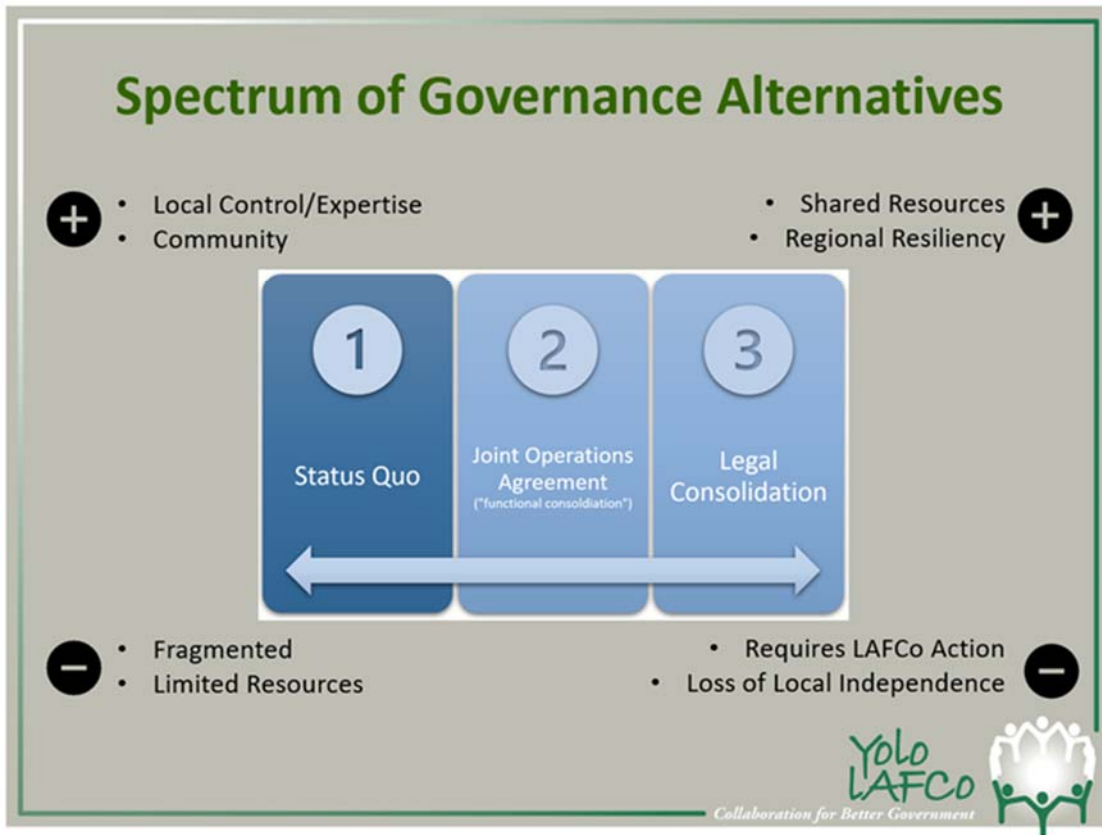 Spectrum of Governance Alternatives
+
• Local Control/Expertise
• Community
• Shared Resources
• Regional Resiliency
+
1
Status Quo
2
Joint Operations
Agreement
("functional consoldiation")
3
Legal
Consolidation
−
• Fragmented
• Limited Resources
• Requires LAFCo Action
• Loss of Local Independence
−
YOLO
LAFCO
Collaboration for Better Government